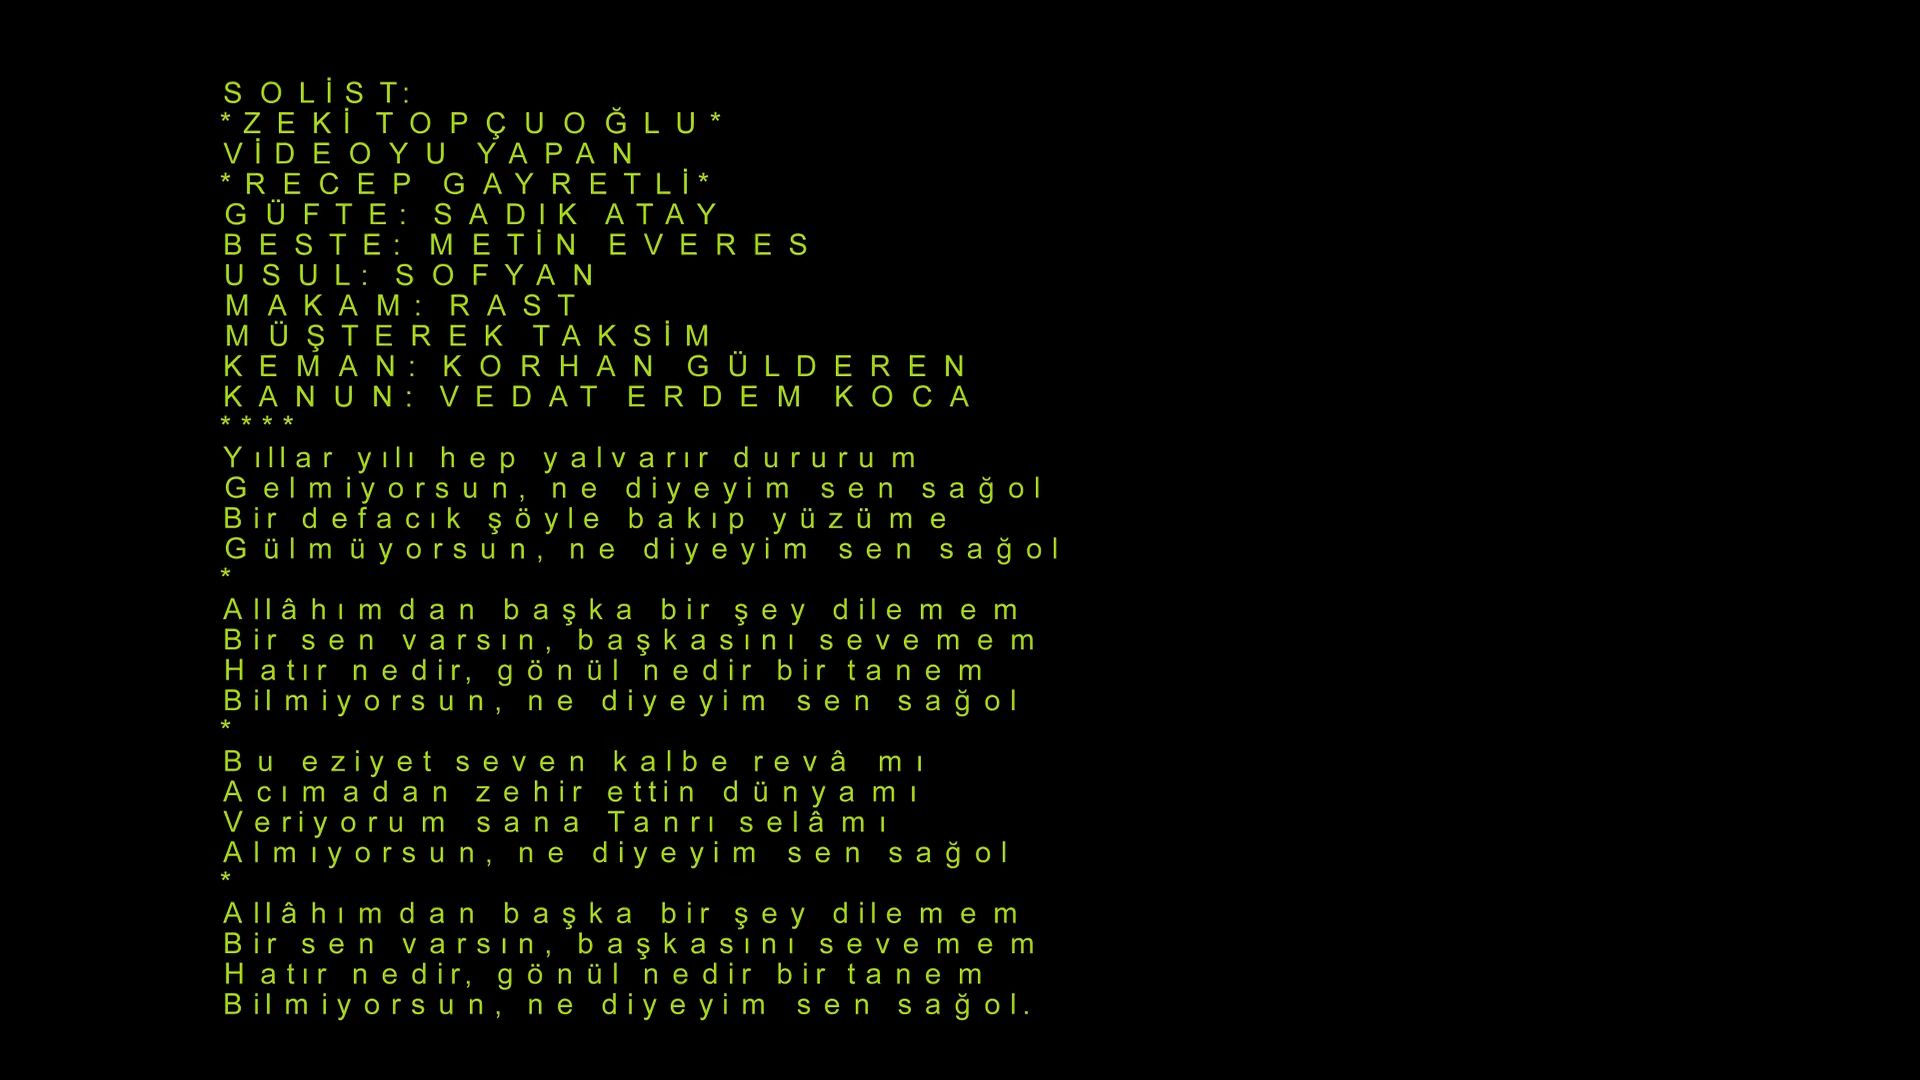 SOLİST:
*ZEKİ TOPÇUOĞLU*
VİDEOYU YAPAN
*RECEP GAYRETLİ*
GÜFTE: SADIK ATAY
BESTE: METİN EVERES
USUL: SOFYAN
MAKAM: RAST
MÜŞTEREK TAKSİM
KEMAN: KORHAN GÜLDEREN
KANUN: VEDAT ERDEM KOCA
****
Yıllar yılı hep yalvarır dururum
Gelmiyorsun, ne diyeyim sen sağol
Bir defacık şöyle bakıp yüzüme
Gülmüyorsun, ne diyeyim sen sağol
*
Allâhımdan başka bir şey dilemem
Bir sen varsın, başkasını sevemem
Hatır nedir, gönül nedir bir tanem
Bilmiyorsun, ne diyeyim sen sağol
*
Bu eziyet seven kalbe revâ mı
Acımadan zehir ettin dünyamı
Veriyorum sana Tanrı selâmı
Almıyorsun, ne diyeyim sen sağol
*
Allâhımdan başka bir şey dilemem
Bir sen varsın, başkasını sevemem
Hatır nedir, gönül nedir bir tanem
Bilmiyorsun, ne diyeyim sen sağol.